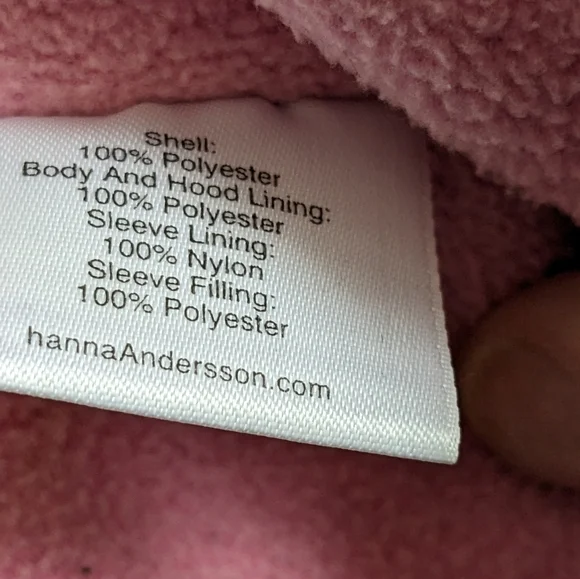 Shell:
100% Polyester
Body And Hood Lining:
100% Polyester
Sleeve Lining:
100% Nylon
Sleeve Filling:
100% Polyester
hannaAndersson.com